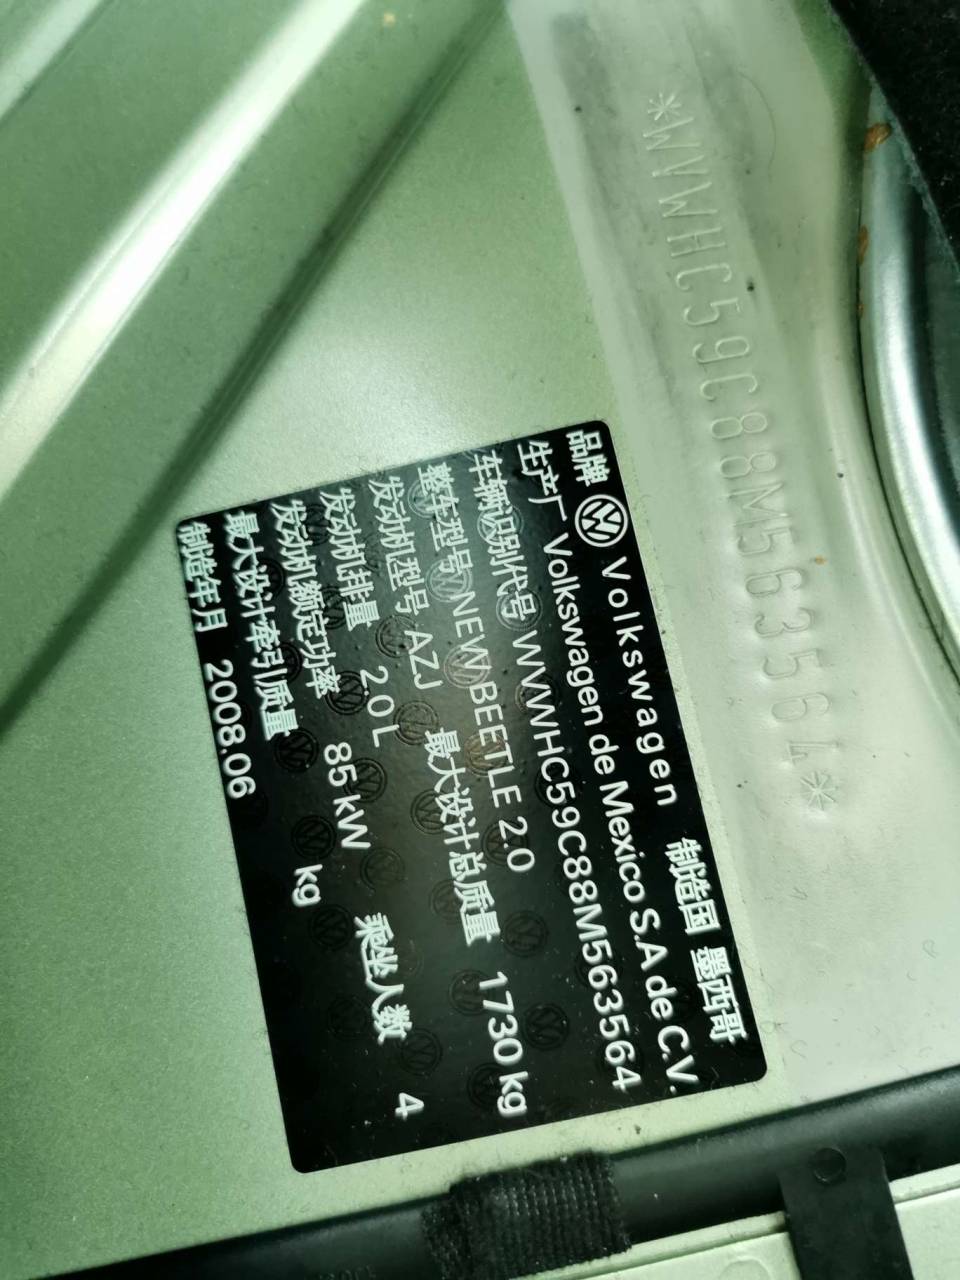 *WVWHC59C88M563564*
品牌 Volkswagen 制造国 墨西哥
生产厂 Volkswagen de Mexico S.A de C.V.
车辆识别代号 WVWHC59C88M563564
整车型号 NEW BEETLE 2.0
发动机型号 AZJ 最大设计总质量 1730 kg
发动机排量 2.0 L
发动机额定功率 85 kW 乘坐人数 4
最大设计牵引质量 kg
制造年月 2008.06